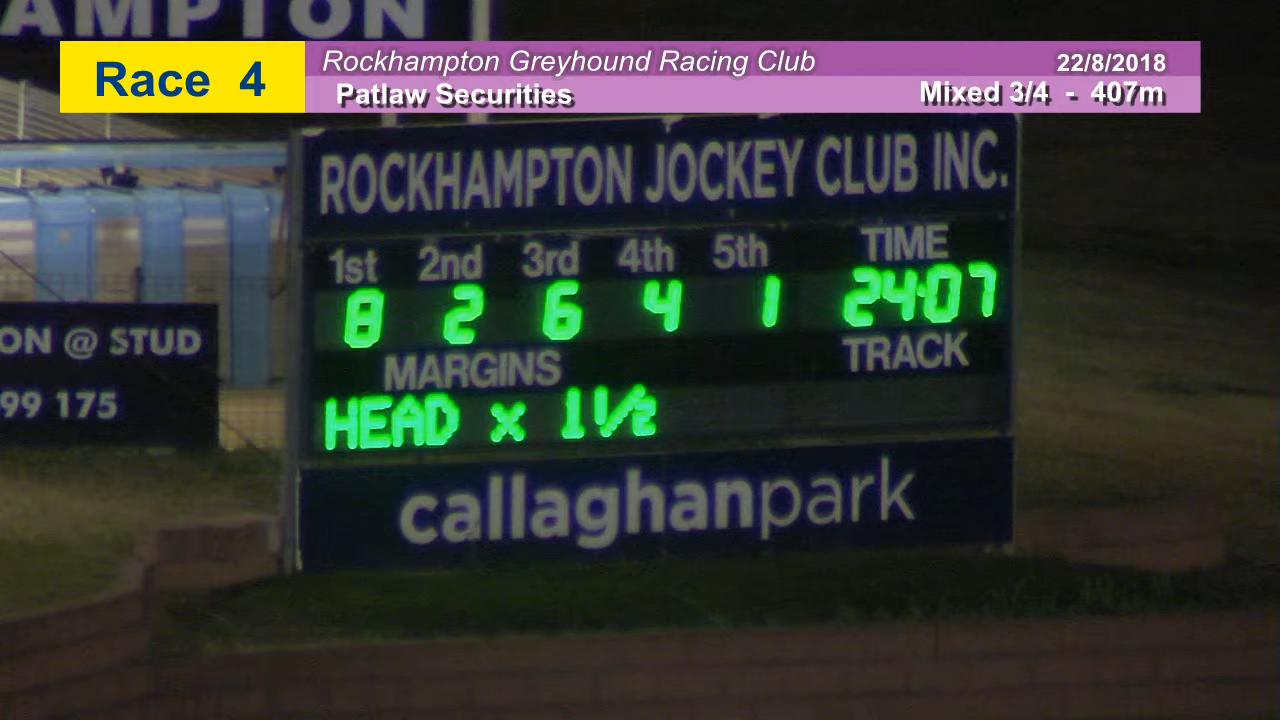 AMPTON
Race 4
Rockhampton Greyhound Racing Club
22/8/2018
Patlaw Securities
Mixed 3/4 - 407m
ROCKHAMPTON JOCKEY CLUB INC.
1st 2nd 3rd 4th 5th TIME
8 2 6 4 1 24.07
MARGINS TRACK
HEAD x 1½
callaghanpark
ON @ STUD
99 175